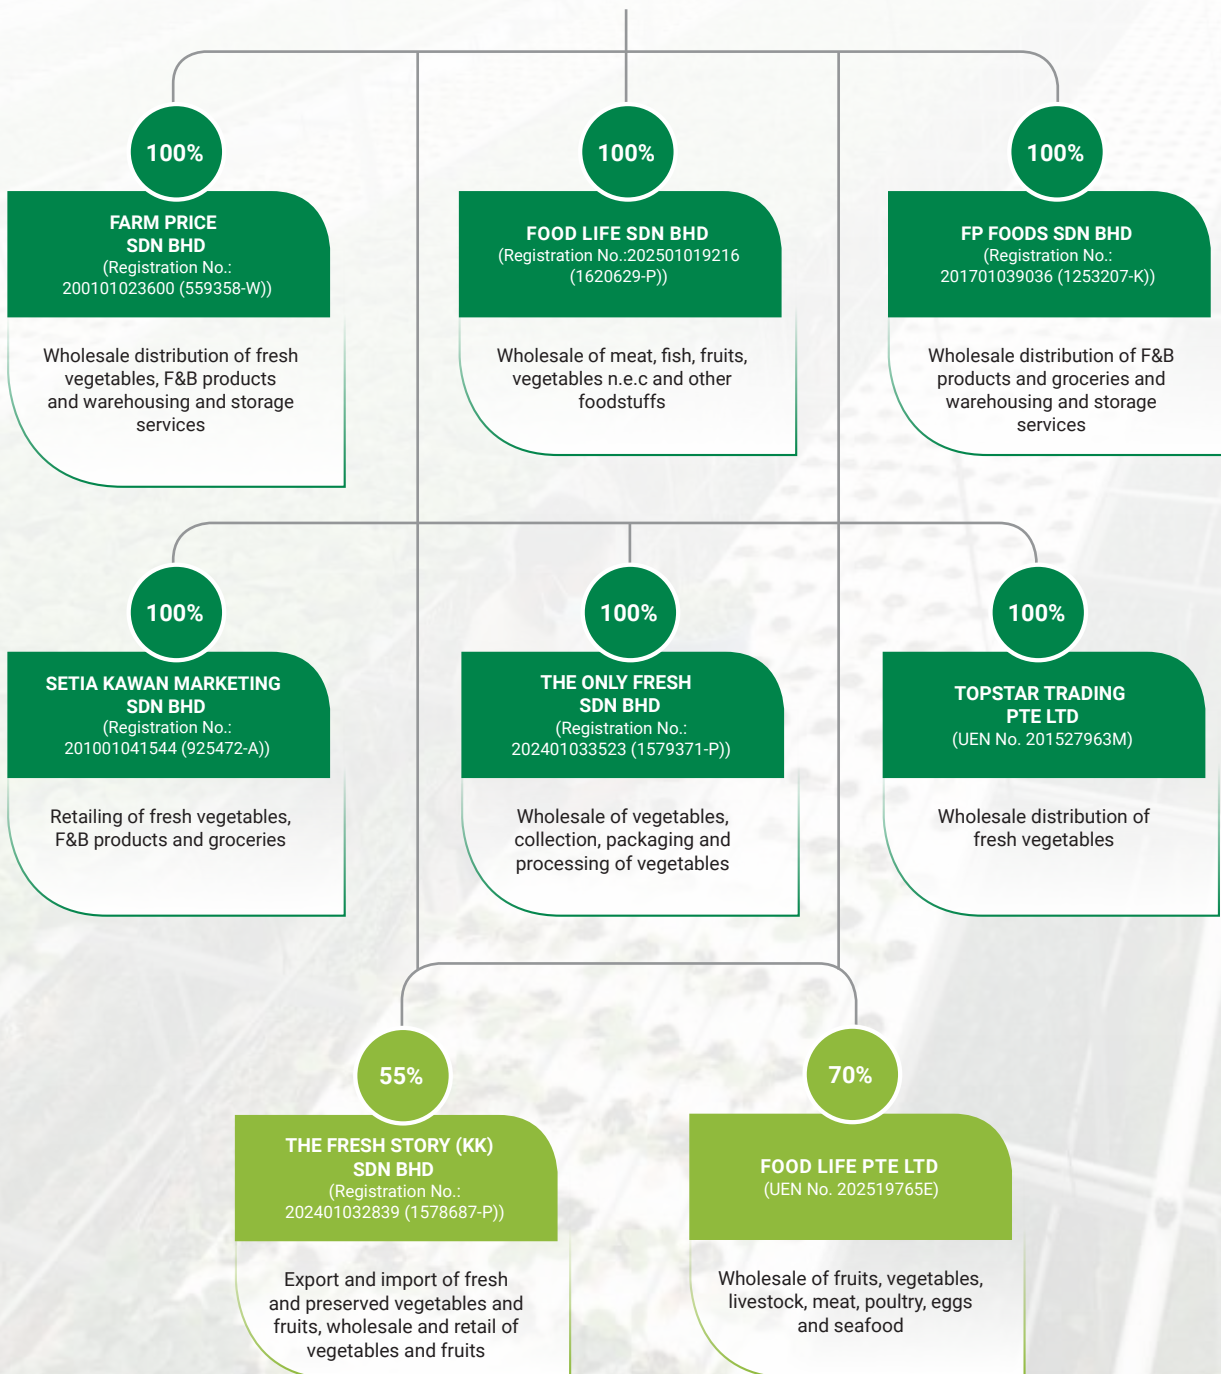 100%
FARM PRICE
SDN BHD
(Registration No.:
200101023600 (559358-W))
Wholesale distribution of fresh
vegetables, F&B products
and warehousing and storage
services
100%
FOOD LIFE SDN BHD
(Registration No.:202501019216
(1620629-P))
Wholesale of meat, fish, fruits,
vegetables n.e.c and other
foodstuffs
100%
FP FOODS SDN BHD
(Registration No.:
201701039036 (1253207-K))
Wholesale distribution of F&B
products and groceries and
warehousing and storage
services
100%
SETIA KAWAN MARKETING
SDN BHD
(Registration No.:
201001041544 (925472-A))
Retailing of fresh vegetables,
F&B products and groceries
100%
THE ONLY FRESH
SDN BHD
(Registration No.:
202401033523 (1579371-P))
Wholesale of vegetables,
collection, packaging and
processing of vegetables
100%
TOPSTAR TRADING
PTE LTD
(UEN No. 201527963M)
Wholesale distribution of
fresh vegetables
55%
THE FRESH STORY (KK)
SDN BHD
(Registration No.:
202401032839 (1578687-P))
Export and import of fresh
and preserved vegetables and
fruits, wholesale and retail of
vegetables and fruits
70%
FOOD LIFE PTE LTD
(UEN No. 202519765E)
Wholesale of fruits, vegetables,
livestock, meat, poultry, eggs
and seafood